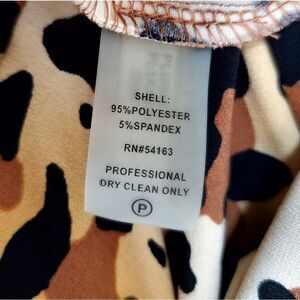 SHELL:
95%POLYESTER
5%SPANDEX
RN#54163
PROFESSIONAL
DRY CLEAN ONLY
P